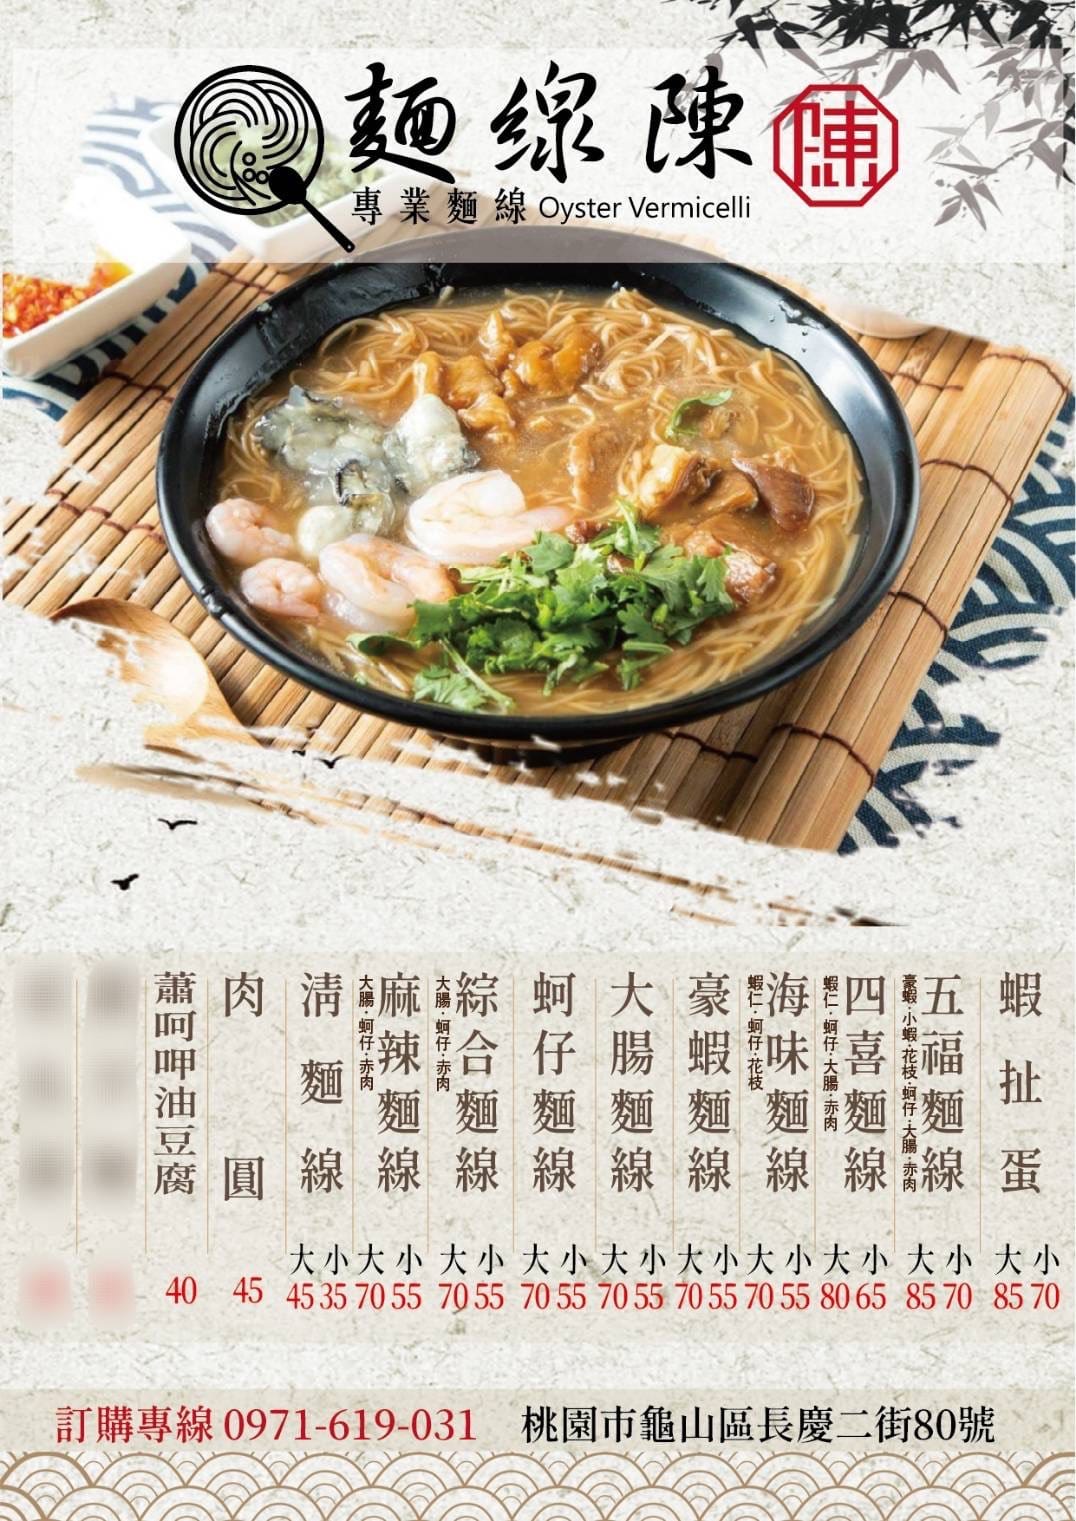 麵線陳
陳
專業麵線 Oyster Vermicelli
蝦扯蛋
大 小
85 70
五福麵線
豪蝦·小蝦·花枝·蚵仔·大腸·赤肉
大 小
85 70
四喜麵線
蝦仁·蚵仔·大腸·赤肉
大 小
80 65
海味麵線
蝦仁·蚵仔·花枝
大 小
70 55
豪蝦麵線
大 小
70 55
大腸麵線
大 小
70 55
蚵仔麵線
大 小
70 55
綜合麵線
大腸·蚵仔·赤肉
大 小
70 55
麻辣麵線
大腸·蚵仔·赤肉
大 小
70 55
清麵線
大 小
45 35
肉圓
45
蕭呵呷油豆腐
40
訂購專線 0971-619-031
桃園市龜山區長慶二街80號